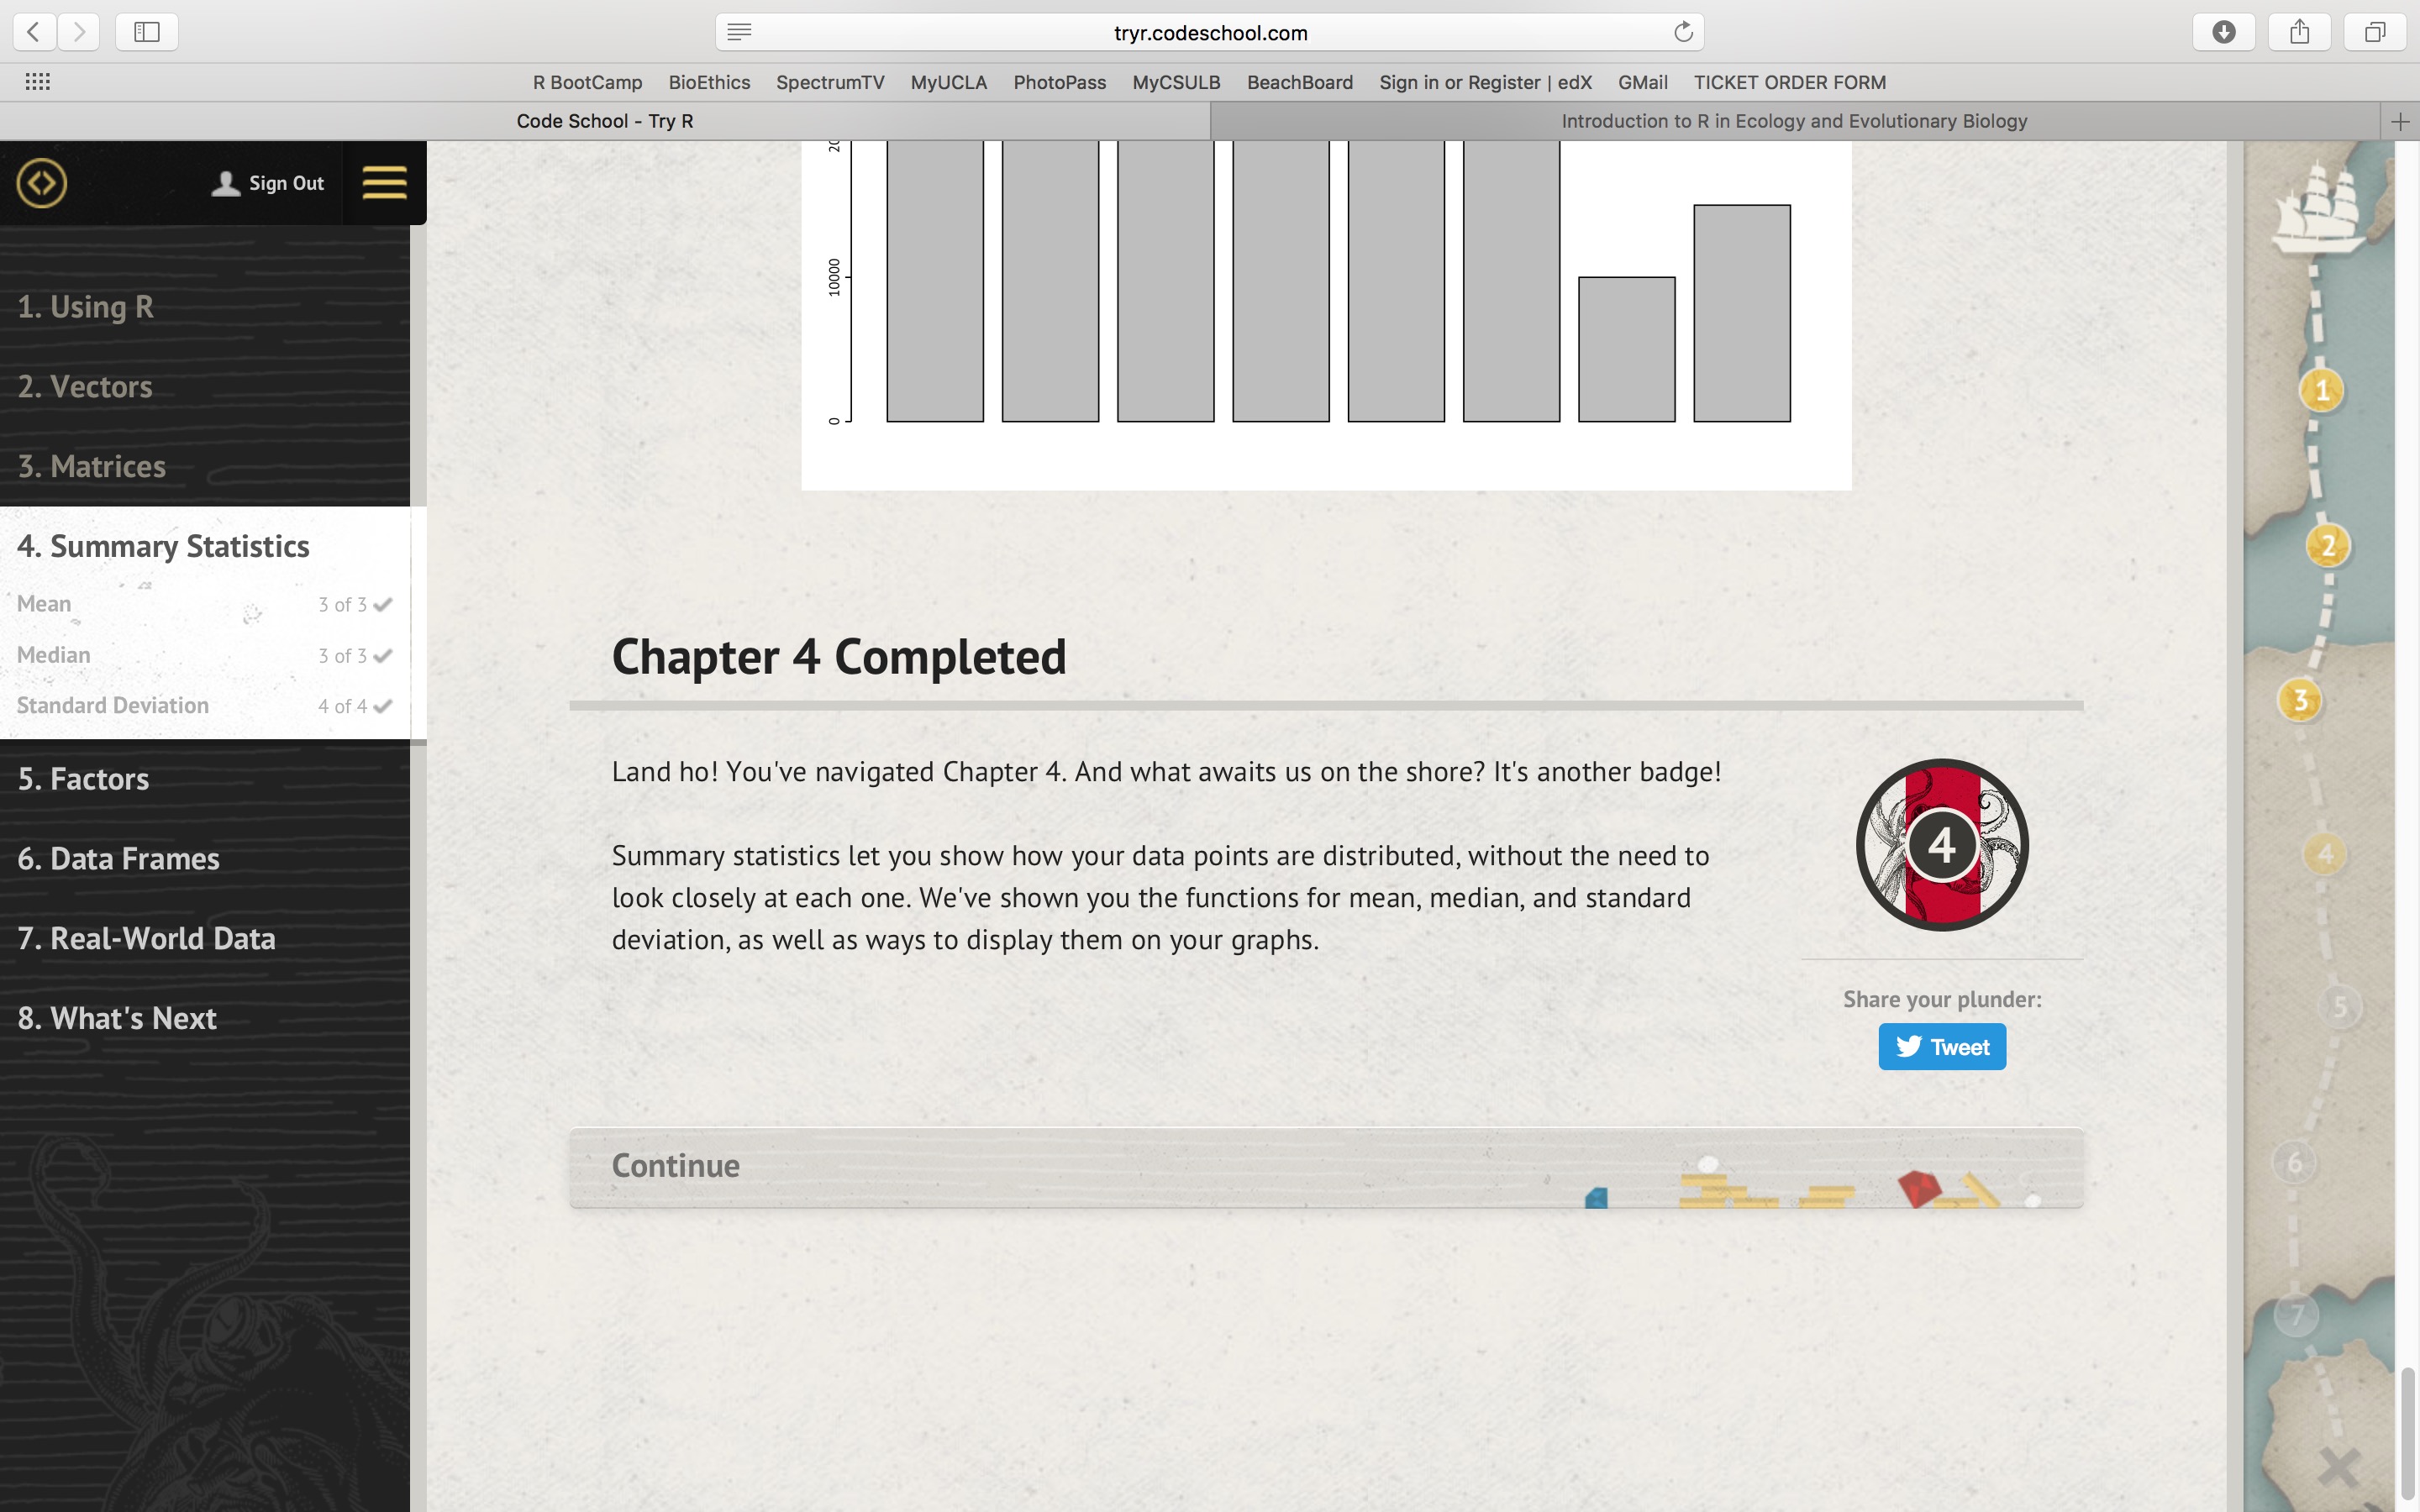 tryr.codeschool.com
R BootCamp BioEthics SpectrumTV MyUCLA PhotoPass MyCSULB BeachBoard Sign in or Register | edX GMail TICKET ORDER FORM
Code School - Try R
Introduction to R in Ecology and Evolutionary Biology
Sign Out
1. Using R
2. Vectors
3. Matrices
4. Summary Statistics
Mean 3 of 3
Median 3 of 3
Standard Deviation 4 of 4
5. Factors
6. Data Frames
7. Real-World Data
8. What's Next
10000
0
Chapter 4 Completed
Land ho! You've navigated Chapter 4. And what awaits us on the shore? It's another badge!
Summary statistics let you show how your data points are distributed, without the need to
look closely at each one. We've shown you the functions for mean, median, and standard
deviation, as well as ways to display them on your graphs.
4
Share your plunder:
Tweet
Continue
1
2
3
4
5
6
7